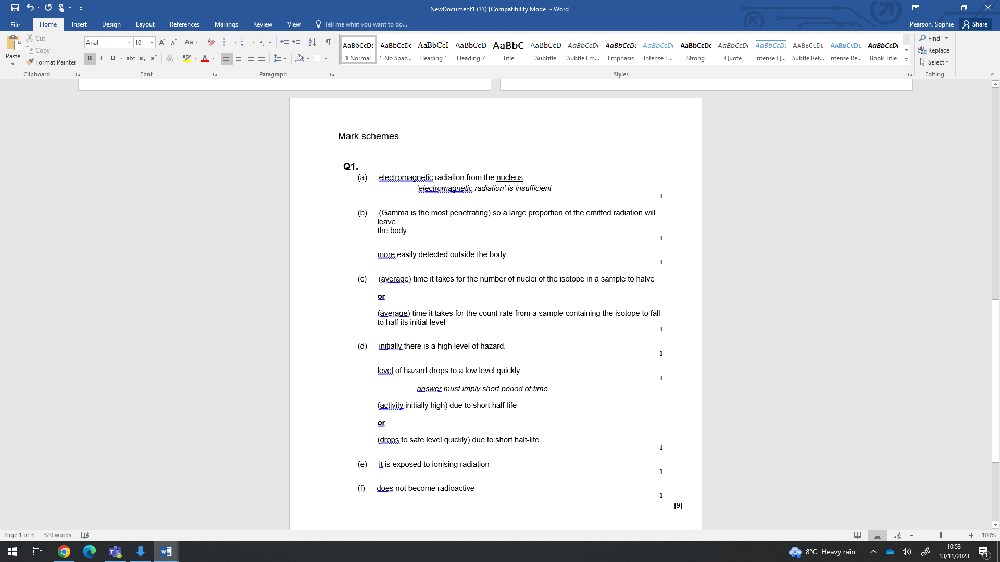 NewDocument1 (33) [Compatibility Mode] - Word
File Home Insert Design Layout References Mailings Review View Tell me what you want to do... Pearson, Sophie Share
Paste
Cut
Copy
Format Painter
Clipboard
Arial 10 Aa
B I U abc x₂ x² A ab A
Font
Paragraph
AaBbCcDc AaBbCcDc AaBbCcI AaBbCcD AaBbC AaBbCcD AaBbCcDc AaBbCcDc AaBbCcDc AaBbCcDc AaBbCcDc AaBbCcDc AABBCCDE AABBCCDE AaBbCcDc
¶ Normal ¶ No Spac... Heading 1 Heading 7 Title Subtitle Subtle Em... Emphasis Intense E... Strong Quote Intense Q... Subtle Ref... Intense Re... Book Title
Styles
Find
Replace
Select
Editing
Mark schemes
Q1.
(a) electromagnetic radiation from the nucleus
‘electromagnetic radiation’ is insufficient
1
(b) (Gamma is the most penetrating) so a large proportion of the emitted radiation will
leave
the body
1
more easily detected outside the body
1
(c) (average) time it takes for the number of nuclei of the isotope in a sample to halve
or
(average) time it takes for the count rate from a sample containing the isotope to fall
to half its initial level
1
(d) initially there is a high level of hazard.
1
level of hazard drops to a low level quickly
1
answer must imply short period of time
(activity initially high) due to short half-life
or
(drops to safe level quickly) due to short half-life
1
(e) it is exposed to ionising radiation
1
(f) does not become radioactive
1
[9]
Page 1 of 3 320 words 100%
8°C Heavy rain
10:53
13/11/2023
1